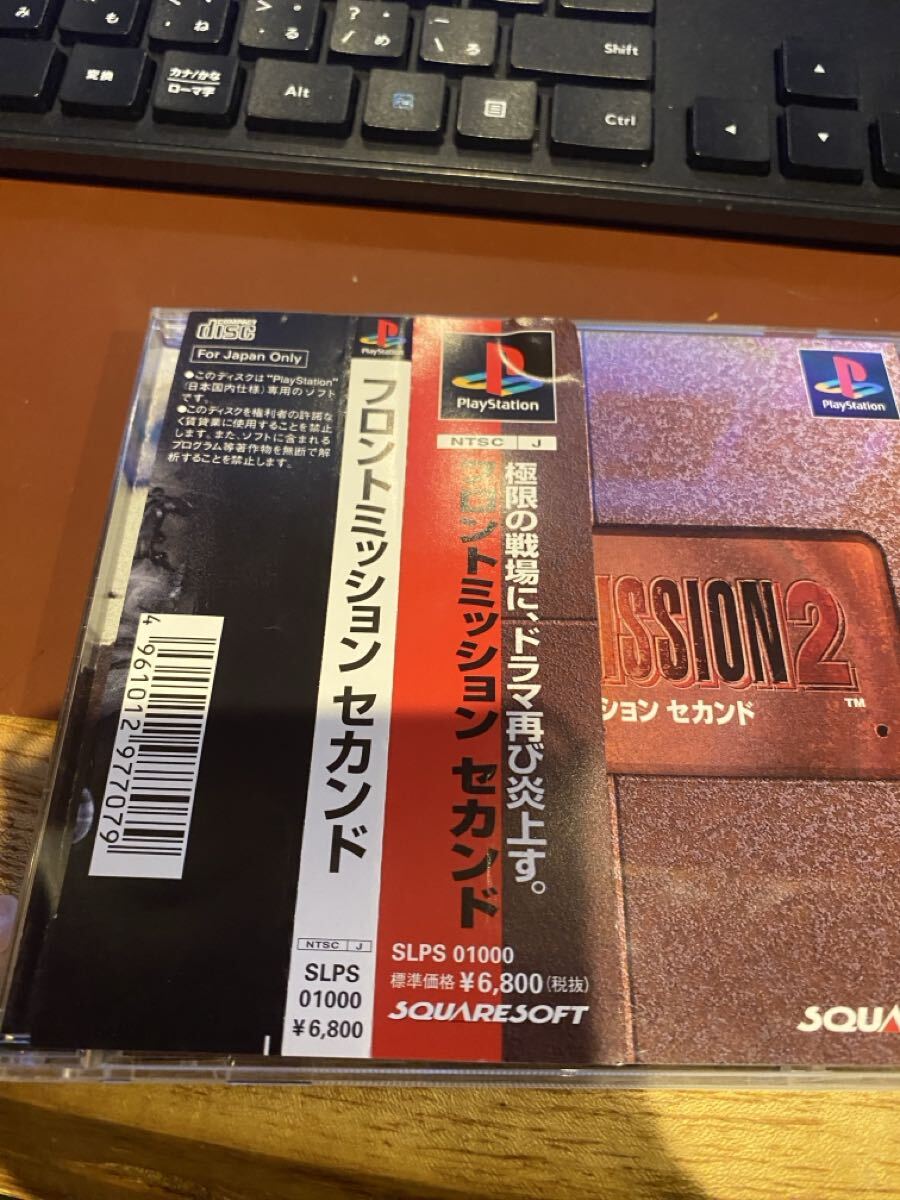 み
も
・
ね
>
。
る
?
・
/
め
_
\
ろ
Shift
変換
カナ/かな
ローマ字
Alt
Ctrl
▲
◄
▼
COMPACT
disc
For Japan Only
●このディスクは"PlayStation"
(日本国内仕様)専用のソフト
です。
●このディスクを権利者の許諾な
く賃貸業に使用することを禁止
します。また、ソフトに含まれる
プログラム等著作物を無断で解
析することを禁止します。
4 961012 977079
PlayStation
フロントミッション セカンド
NTSC J
SLPS
01000
¥6,800
PlayStation
NTSC J
極限の戦場に、ドラマ再び炎上す。
フロントミッション セカンド
SLPS 01000
標準価格 ¥6,800(税抜)
SQUARESOFT
PlayStation
ISSION2
TM
ション セカンド
SQUA